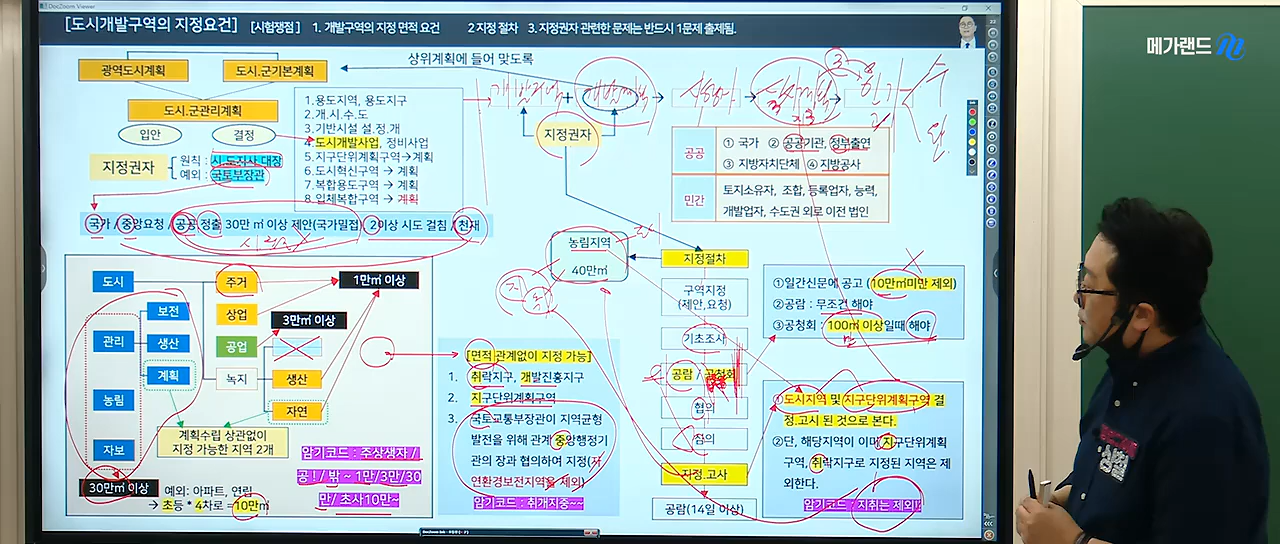 DocZoom Viewer
[도시개발구역의 지정요건] [시험쟁점] 1. 개발구역의 지정 면적 요건 2 지정 절차 3. 지정권자 관련한 문제는 반드시 1문제 출제됨.
메가랜드
상위계획에 들어 맞도록
광역도시계획 도시.군기본계획
도시.군관리계획
입안 결정
지정권자 원칙 : 시.도지사 대장
예외 : 국토부장관
1.용도지역, 용도지구
2.개.시.수.도
3.기반시설 설.정.개
4.도시개발사업, 정비사업
5.지구단위계획구역→계획
6.도시혁신구역 → 계획
7.복합용도구역 → 계획
8.입체복합구역 → 계획
국가 / 중앙요청 / 공공 정출 30만㎡이상 제안(국가밀접) 2이상 시도 걸침 / 천재
지정권자
공공 ① 국가 ② 공공기관, 정부출연
③ 지방자치단체 ④ 지방공사
민간 토지소유자, 조합, 등록업자, 능력,
개발업자, 수도권 외로 이전 법인
도시 주거 1만㎡ 이상
보전 상업 3만㎡ 이상
관리 생산 공업
계획 녹지 생산
농림 자연
자보
계획수립 상관없이
지정 가능한 지역 2개
30만㎡ 이상 예외: 아파트, 연립
→ 초등 * 4차로 =10만㎡
암기코드 : 주상생자 /
공 / 밖 ~ 1만/3만/30
만/ 초사10만~
농림지역
40만㎡
[면적 관계없이 지정 가능]
1. 취락지구, 개발진흥지구
2. 지구단위계획구역
3. 국토교통부장관이 지역균형
발전을 위해 관계 중앙행정기
관의 장과 협의하여 지정(자
연환경보전지역을 제외)
암기코드 : 취개지중~~
지정절차
구역지정
(제안,요청)
기초조사
공람 / 공청회
협의
심의
지정.고시
공람(14일 이상)
①일간신문에 공고 (10만㎡미만 제외)
②공람 : 무조건 해야
③공청회 : 100㎡ 이상일때 해야
만
①도시지역 및 지구단위계획구역 결
정.고시 된 것으로 본다.
②단, 해당지역이 이미 지구단위계획
구역, 취락지구로 지정된 지역은 제
외한다.
암기코드 : 지취는 제외!!